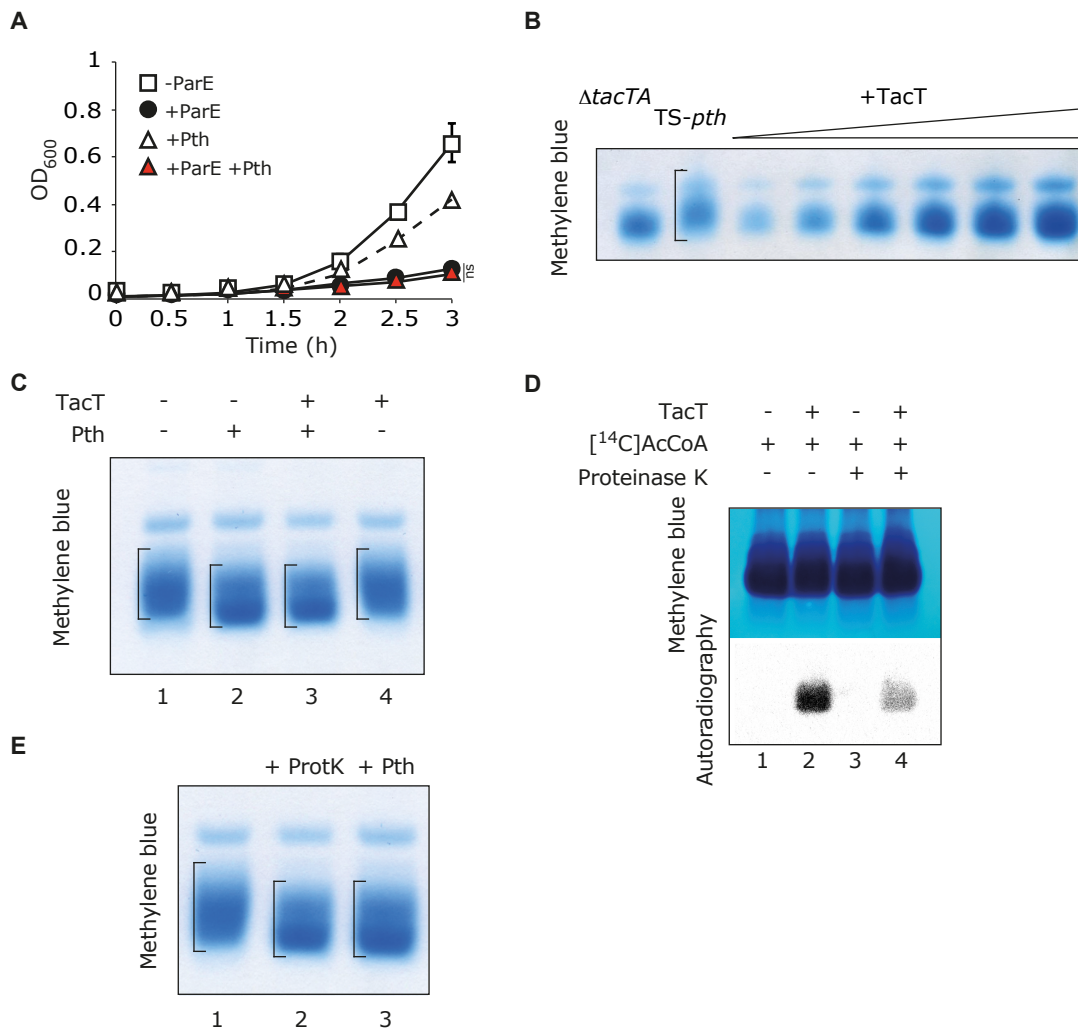 A
1
0.8
0.6
0.4
0.2
0
OD600
-ParE
+ParE
+Pth
+ParE +Pth
ns
0 0.5 1 1.5 2 2.5 3
Time (h)
B
ΔtacTA TS-pth +TacT
Methylene blue
C
TacT - - + +
Pth - + + -
Methylene blue
1 2 3 4
D
TacT - + - +
[¹⁴C]AcCoA + + + +
Proteinase K - - + +
Methylene blue
Autoradiography
1 2 3 4
E
+ ProtK + Pth
Methylene blue
1 2 3